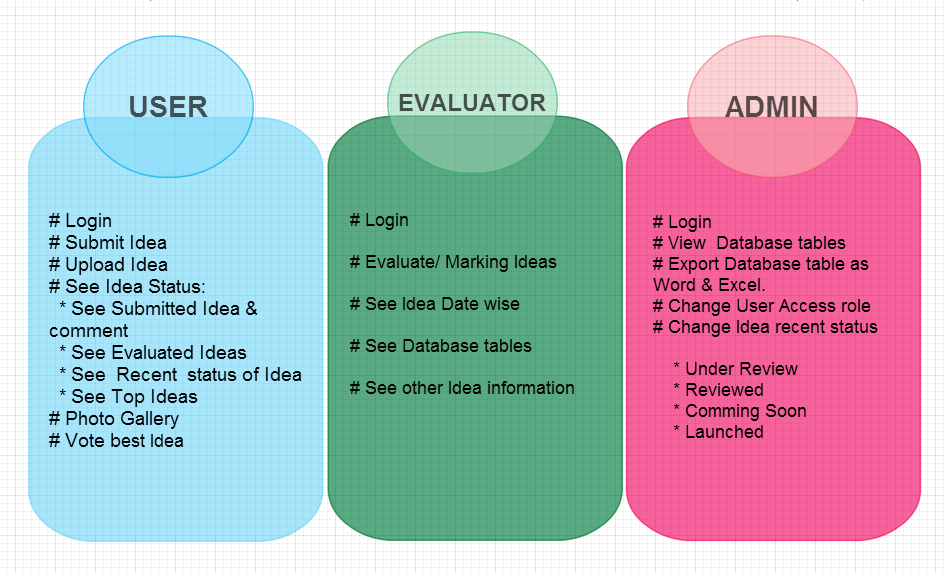 USER
# Login
# Submit Idea
# Upload Idea
# See Idea Status:
* See Submitted Idea &
comment
* See Evaluated Ideas
* See Recent status of Idea
* See Top Ideas
# Photo Gallery
# Vote best Idea
EVALUATOR
# Login
# Evaluate/ Marking Ideas
# See Idea Date wise
# See Database tables
# See other Idea information
ADMIN
# Login
# View Database tables
# Export Database table as
Word & Excel.
# Change User Access role
# Change Idea recent status
* Under Review
* Reviewed
* Comming Soon
* Launched